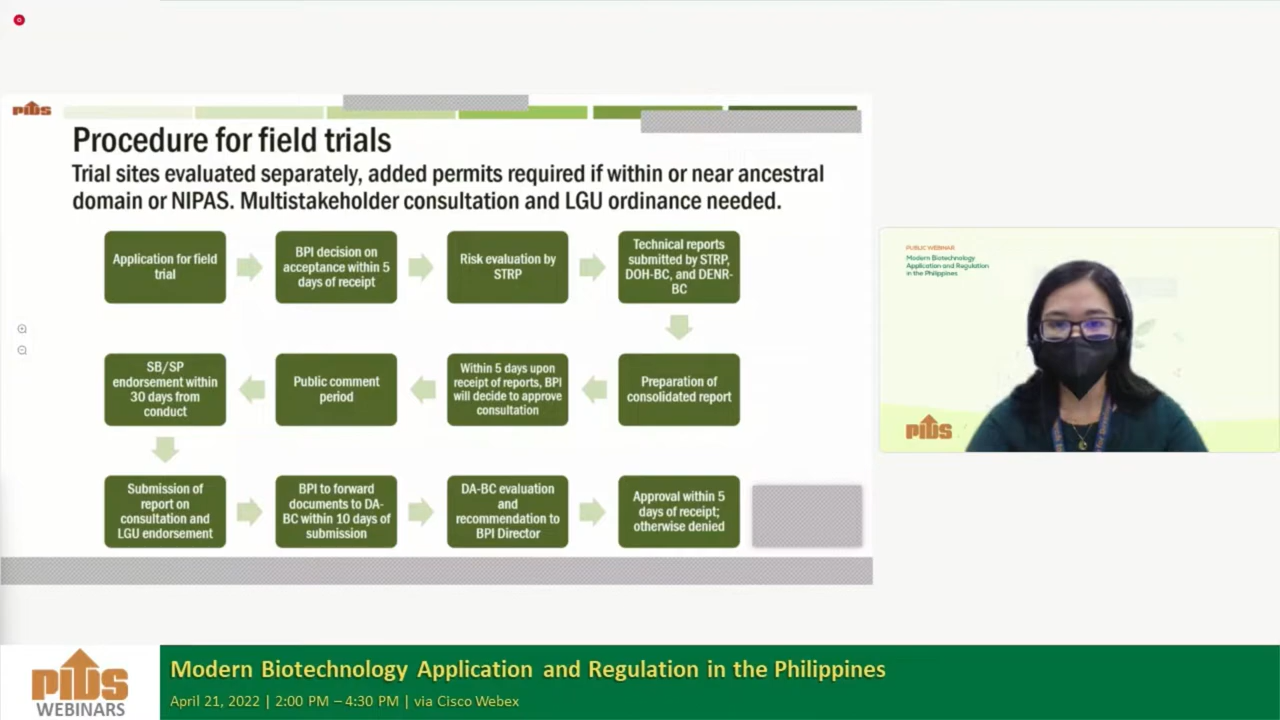 PIDS
Procedure for field trials
Trial sites evaluated separately, added permits required if within or near ancestral
domain or NIPAS. Multistakeholder consultation and LGU ordinance needed.
Application for field
trial
BPI decision on
acceptance within 5
days of receipt
Risk evaluation by
STRP
Technical reports
submitted by STRP,
DOH-BC, and DENR-
BC
SB/SP
endorsement within
30 days from
conduct
Public comment
period
Within 5 days upon
receipt of reports, BPI
will decide to approve
consultation
Preparation of
consolidated report
Submission of
report on
consultation and
LGU endorsement
BPI to forward
documents to DA-
BC within 10 days of
submission
DA-BC evaluation
and
recommendation to
BPI Director
Approval within 5
days of receipt;
otherwise denied
PUBLIC WEBINAR
Modern Biotechnology
Application and Regulation
in the Philippines
PIDS
PIDS
WEBINARS
Modern Biotechnology Application and Regulation in the Philippines
April 21, 2022 | 2:00 PM – 4:30 PM | via Cisco Webex